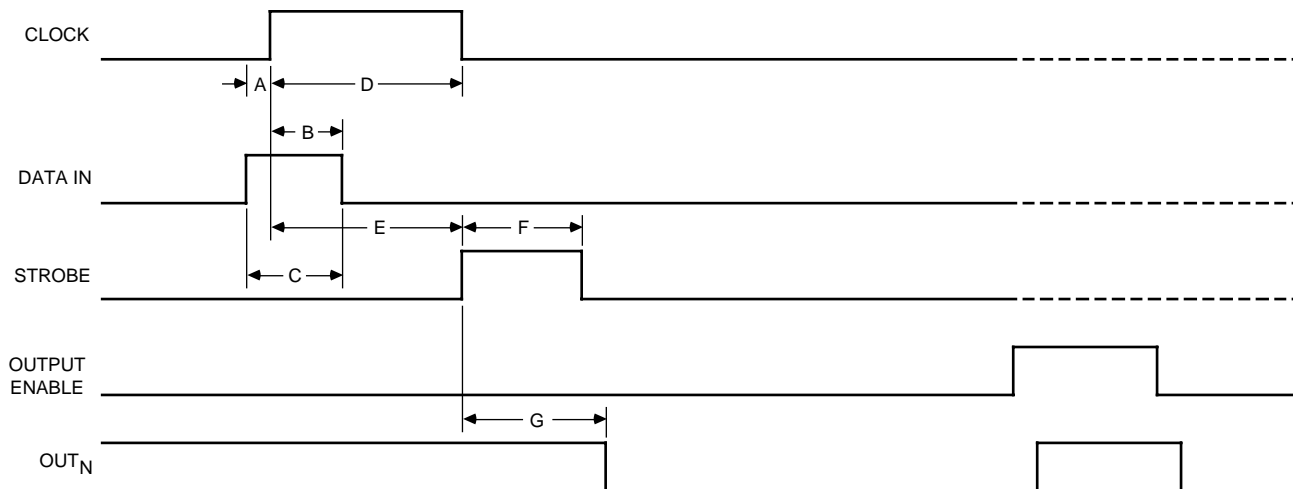 CLOCK
A
D
B
DATA IN
E
F
C
STROBE
OUTPUT
ENABLE
G
OUTN